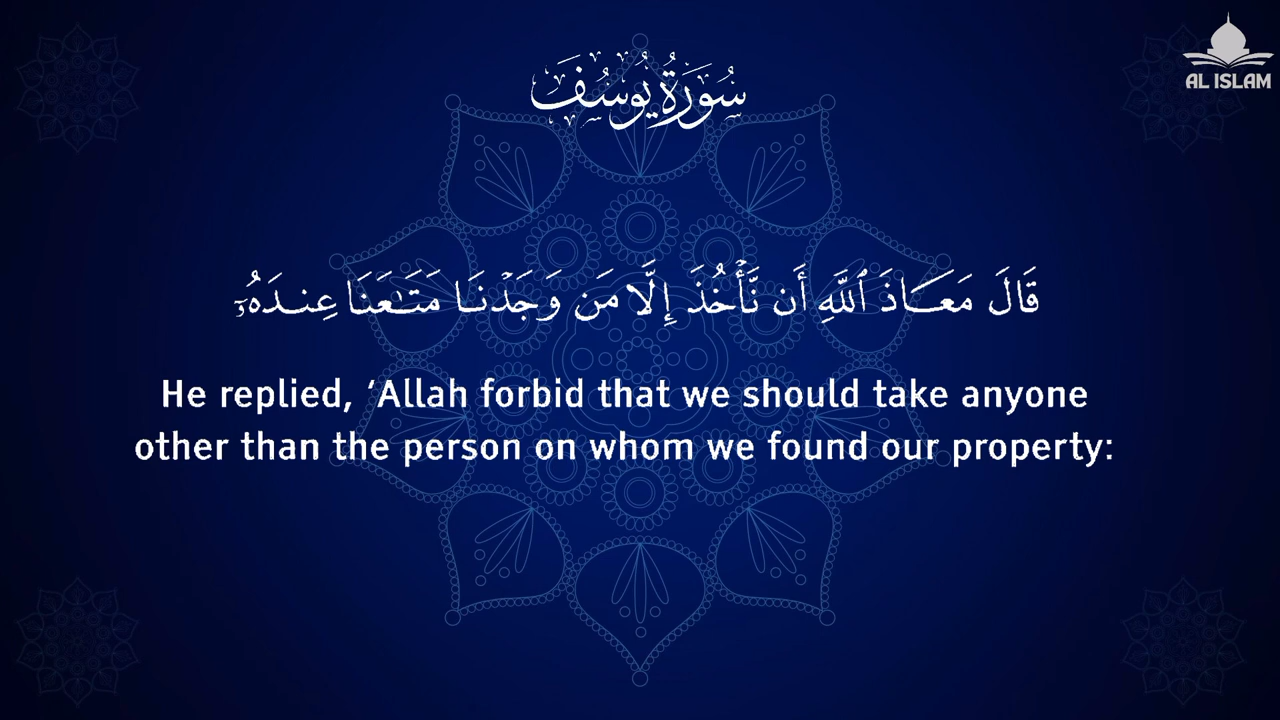 سُورَةُ يُوسُفَ
AL ISLAM
قَالَ مَعَاذَ ٱللَّهِ أَن نَّأْخُذَ إِلَّا مَن وَجَدْنَا مَتَـٰعَنَا عِندَهُۥٓ
He replied, ‘Allah forbid that we should take anyone
other than the person on whom we found our property: